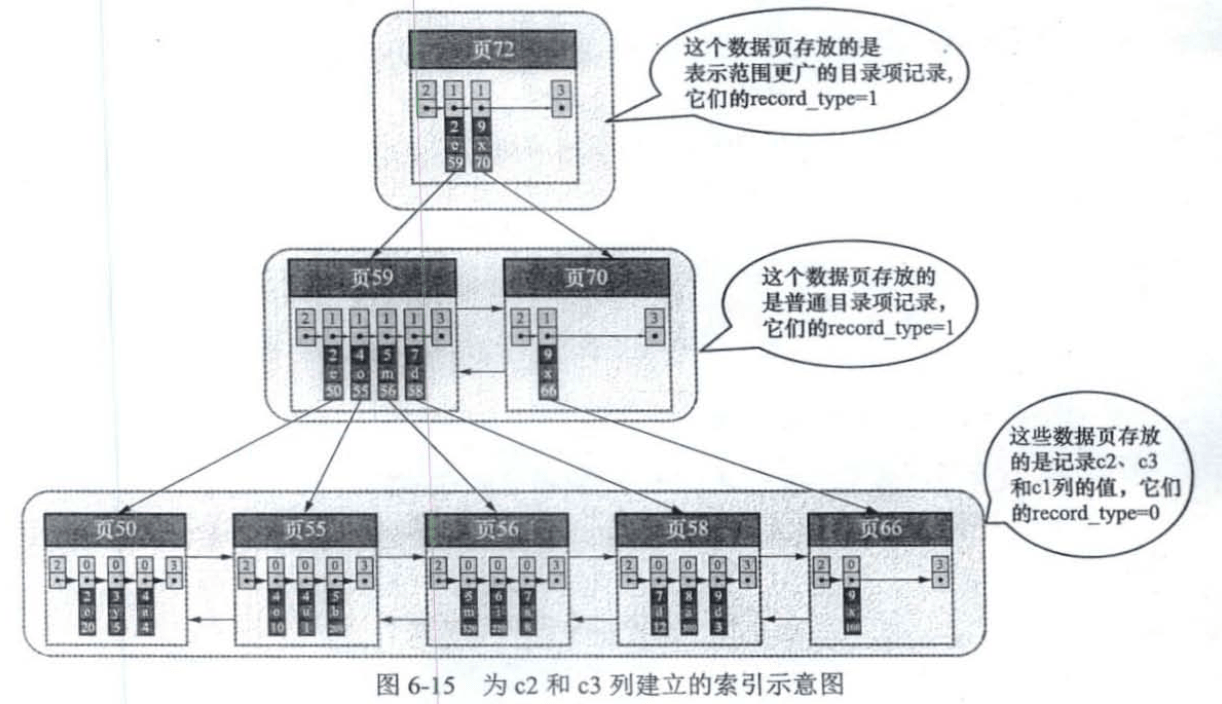 页72
2 1 1 3
2 9
e x
59 70
这个数据页存放的是
表示范围更广的目录项记录,
它们的record_type=1
页59
2 1 1 1 1 3
2 4 5 7
e o m d
50 55 56 58
页70
2 1 3
9
x
66
这个数据页存放的
是普通目录项记录,
它们的record_type=1
这些数据页存放
的是记录c2、c3
和c1列的值，它们
的record_type=0
页50
2 0 0 0 3
2 3 4
e y a
20 5 4
页55
2 0 0 0 3
4 4 5
o u b
10 1
页56
2 0 0 0 3
5 6 7
m i
220
页58
2 0 0 0 3
7 8 9
d a d
12 300 3
页66
2 0 3
9
x
图 6-15 为 c2 和 c3 列建立的索引示意图